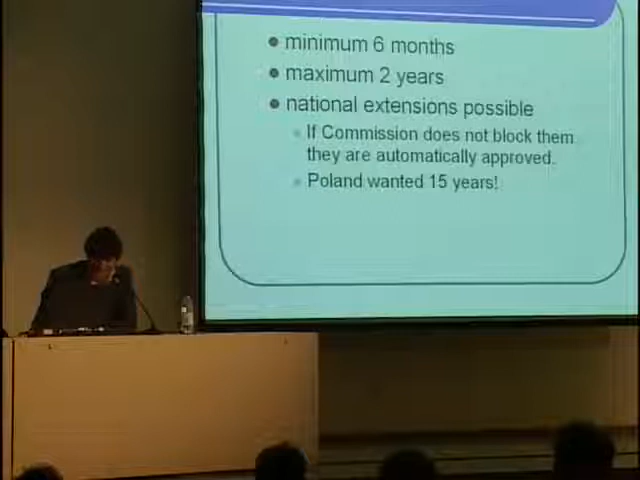 minimum 6 months
maximum 2 years
national extensions possible
If Commission does not block them
they are automatically approved.
Poland wanted 15 years!